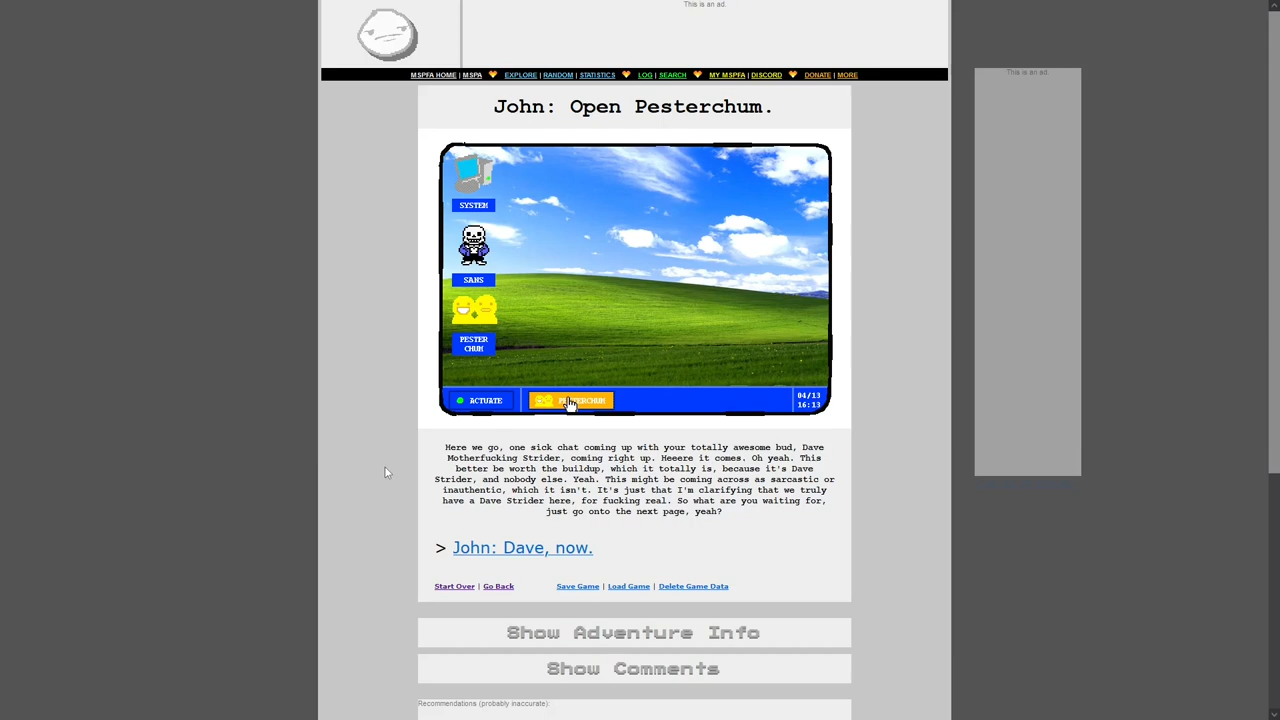 This is an ad.
MSPFA HOME | MSPA EXPLORE | RANDOM | STATISTICS LOG | SEARCH MY MSPFA | DISCORD DONATE | MORE
This is an ad.
John: Open Pesterchum.
SYSTEM
SANS
PESTER
CHUM
ACTUATE
PESTERCHUM
04/13
16:13
Here we go, one sick chat coming up with your totally awesome bud, Dave
Motherfucking Strider, coming right up. Heeere it comes. Oh yeah. This
better be worth the buildup, which it totally is, because it's Dave
Strider, and nobody else. Yeah. This might be coming across as sarcastic or
inauthentic, which it isn't. It's just that I'm clarifying that we truly
have a Dave Strider here, for fucking real. So what are you waiting for,
just go onto the next page, yeah?
> John: Dave, now.
Start Over | Go Back Save Game | Load Game | Delete Game Data
Show Adventure Info
Show Comments
Recommendations (probably inaccurate):